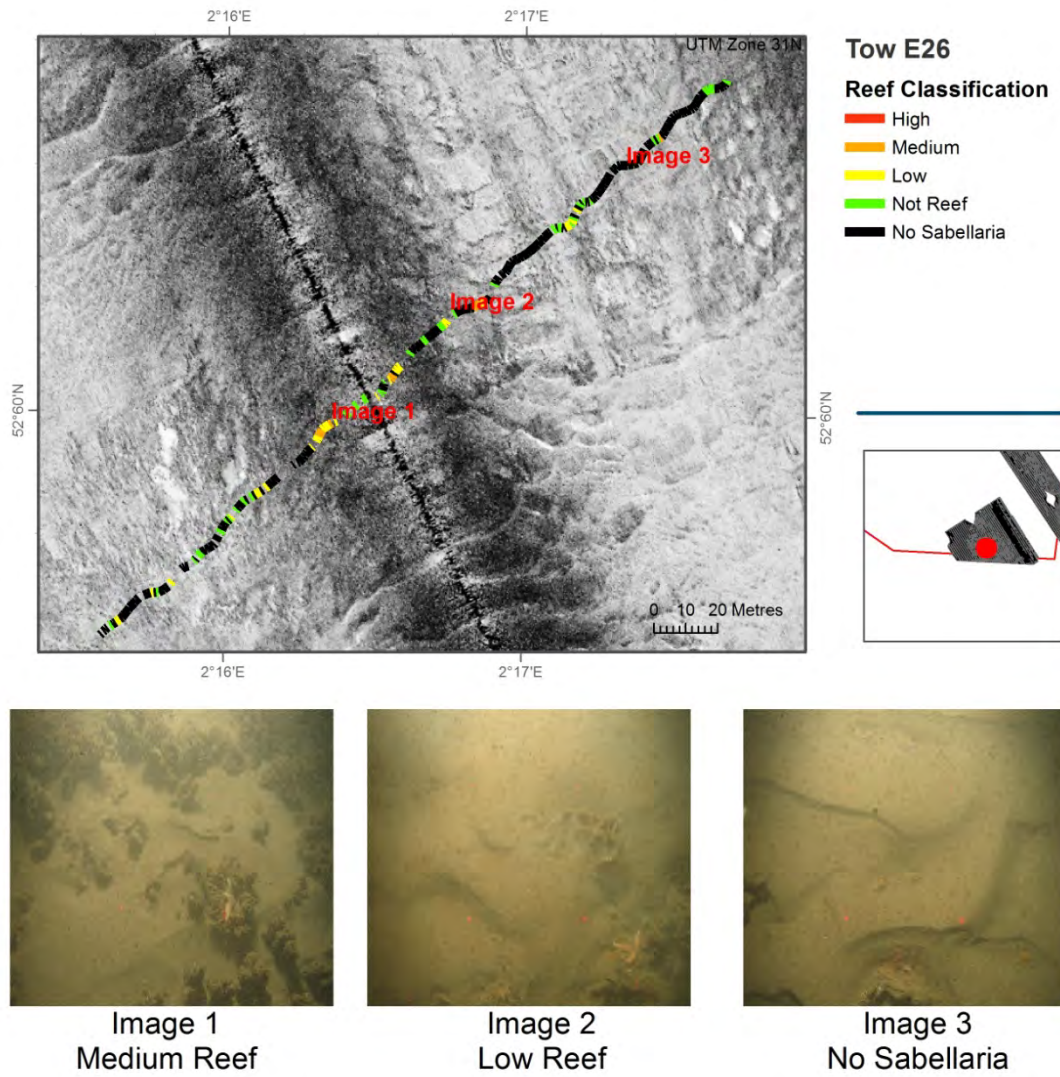 2°16'E
2°17'E
UTM Zone 31N
Tow E26
Reef Classification
High
Medium
Low
Not Reef
No Sabellaria
Image 3
Image 2
Image 1
52°60'N
52°60'N
0 10 20 Metres
2°16'E
2°17'E
Image 1
Medium Reef
Image 2
Low Reef
Image 3
No Sabellaria